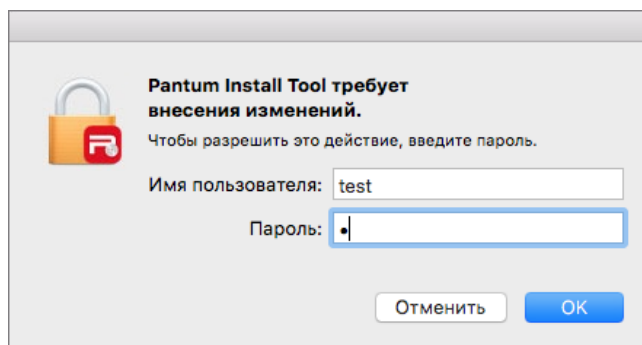 Pantum Install Tool требует
внесения изменений.
Чтобы разрешить это действие, введите пароль.
Имя пользователя: test
Пароль: •
Отменить OK